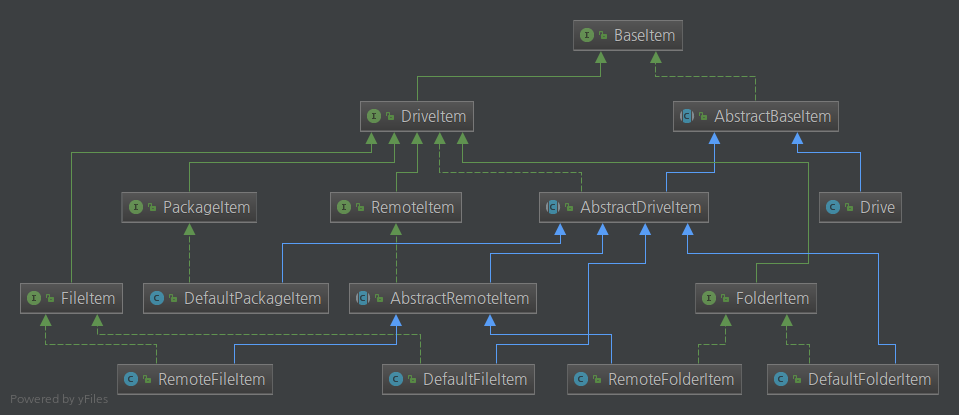 I BaseItem
I DriveItem
C AbstractBaseItem
I PackageItem
I RemoteItem
C AbstractDriveItem
C Drive
I FileItem
C DefaultPackageItem
C AbstractRemoteItem
I FolderItem
C RemoteFileItem
C DefaultFileItem
C RemoteFolderItem
C DefaultFolderItem
Powered by yFiles